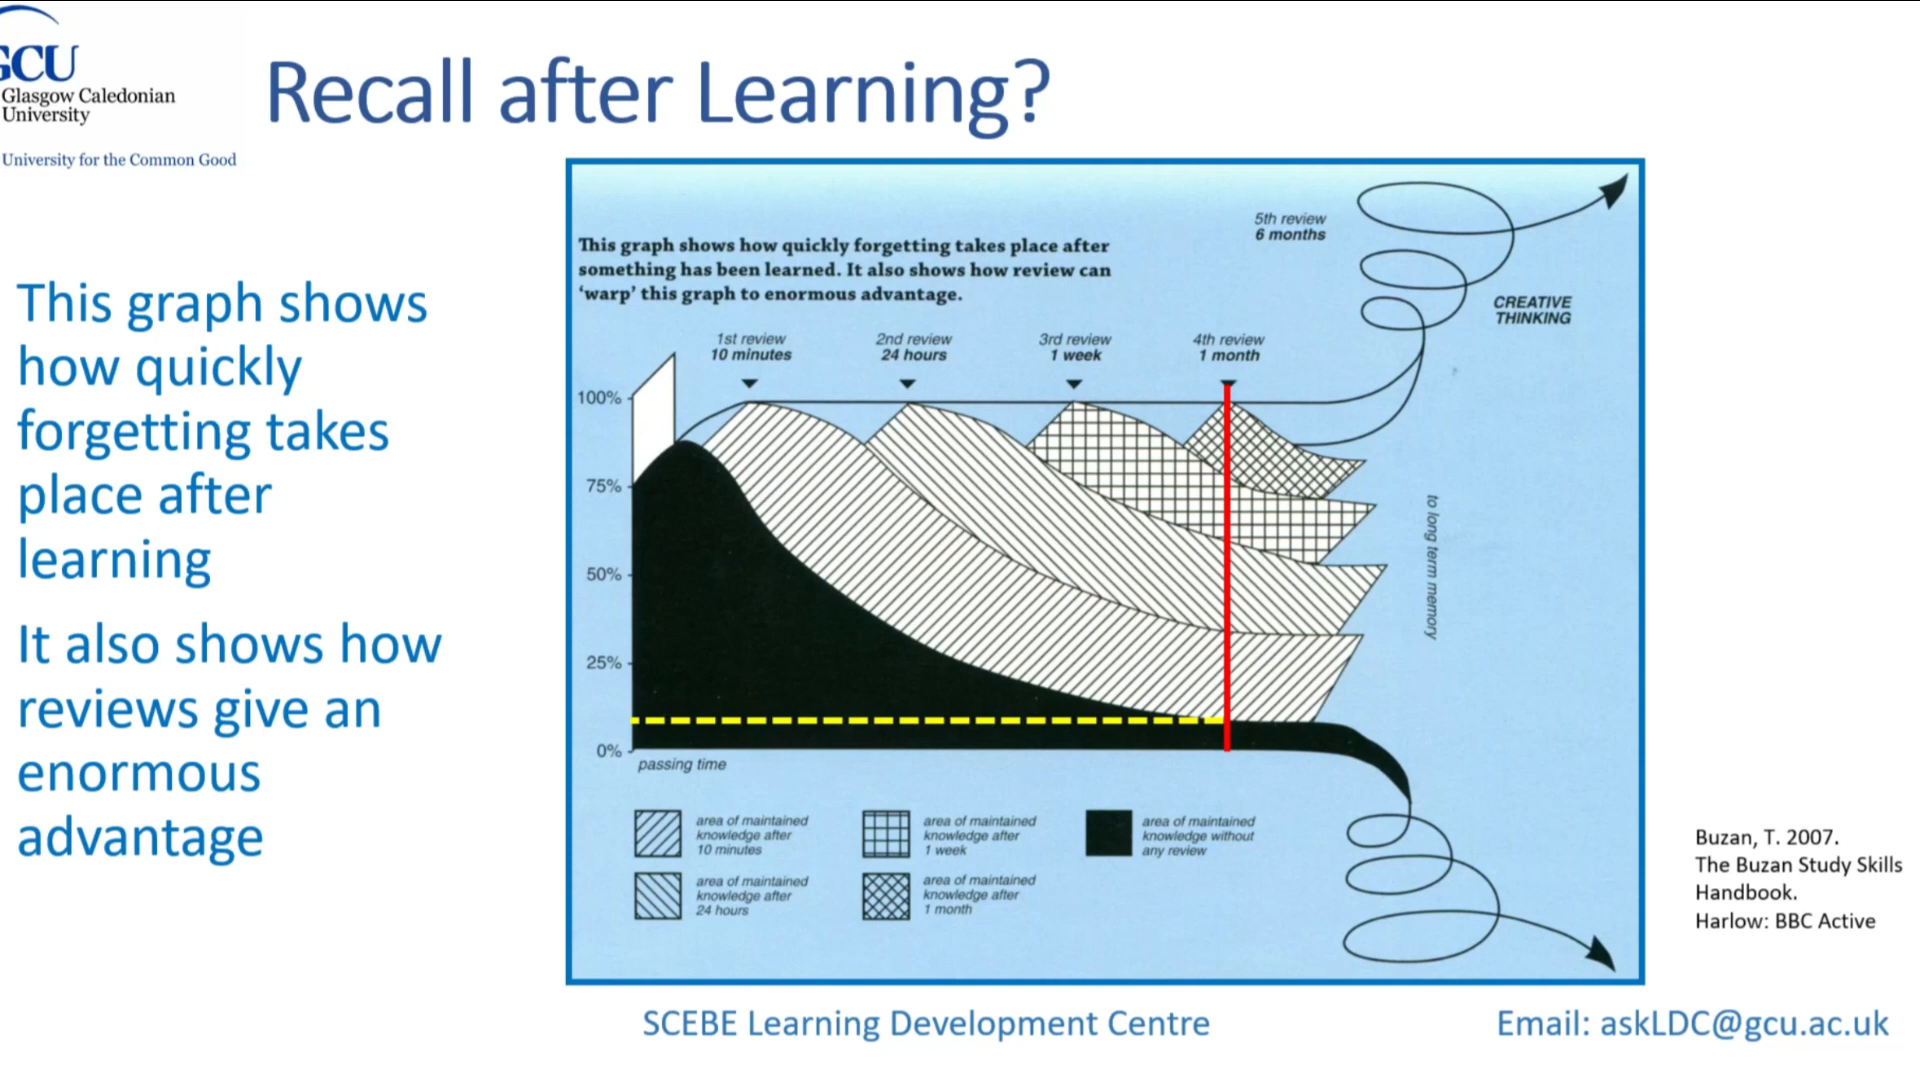 GCU
Glasgow Caledonian
University
University for the Common Good
Recall after Learning?
This graph shows
how quickly
forgetting takes
place after
learning
It also shows how
reviews give an
enormous
advantage
This graph shows how quickly forgetting takes place after
something has been learned. It also shows how review can
‘warp’ this graph to enormous advantage.
5th review
6 months
CREATIVE
THINKING
1st review
10 minutes
2nd review
24 hours
3rd review
1 week
4th review
1 month
100%
75%
50%
25%
0%
passing time
to long term memory
area of maintained
knowledge after
10 minutes
area of maintained
knowledge after
24 hours
area of maintained
knowledge after
1 week
area of maintained
knowledge after
1 month
area of maintained
knowledge without
any review
Buzan, T. 2007.
The Buzan Study Skills
Handbook.
Harlow: BBC Active
SCEBE Learning Development Centre
Email: askLDC@gcu.ac.uk